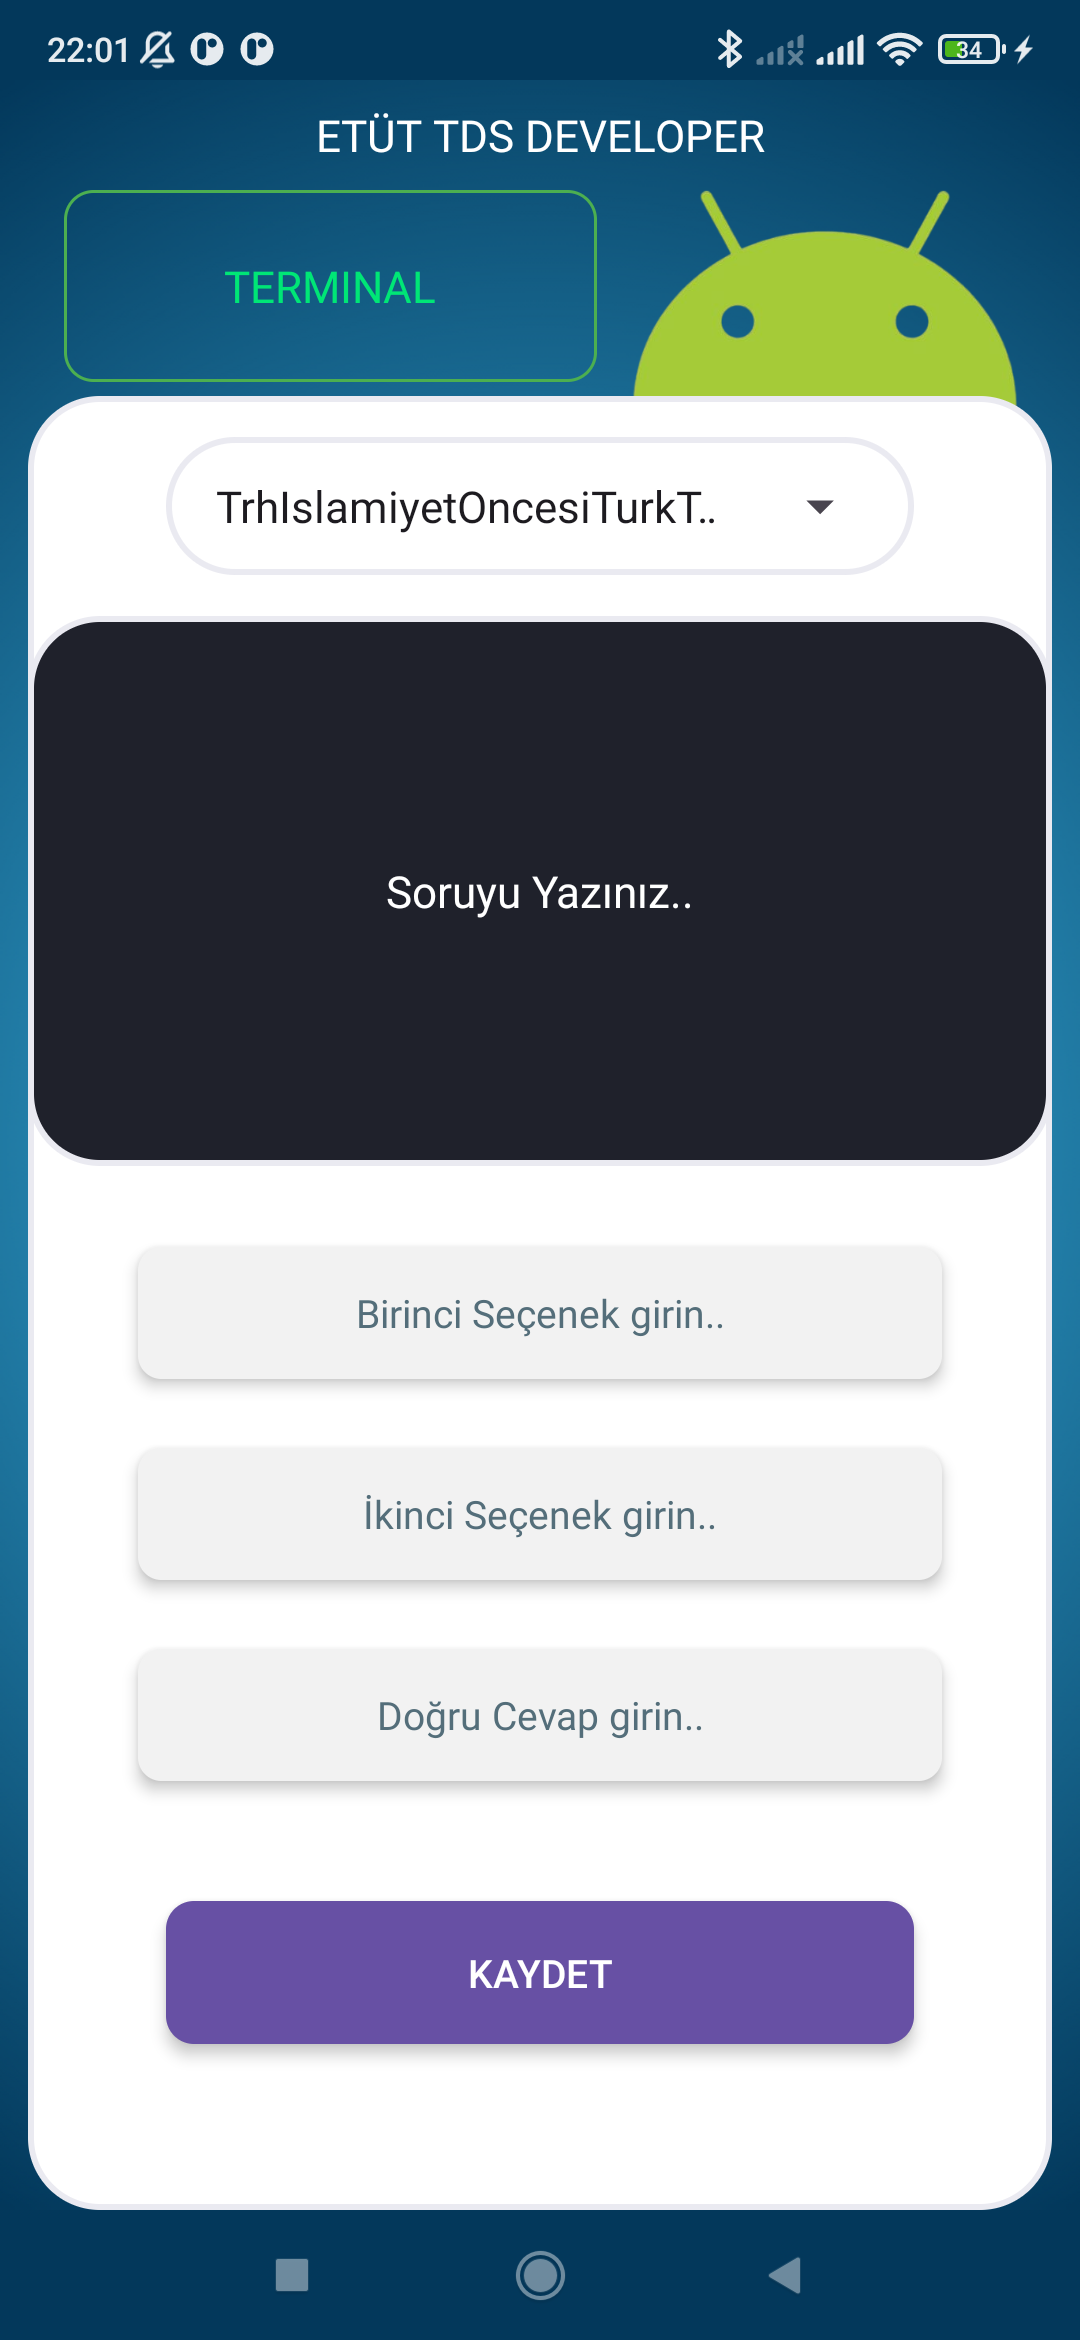 22:01
34
ETÜT TDS DEVELOPER
TERMINAL
TrhIslamiyetOncesiTurkT..
Soruyu Yazınız..
Birinci Seçenek girin..
İkinci Seçenek girin..
Doğru Cevap girin..
KAYDET